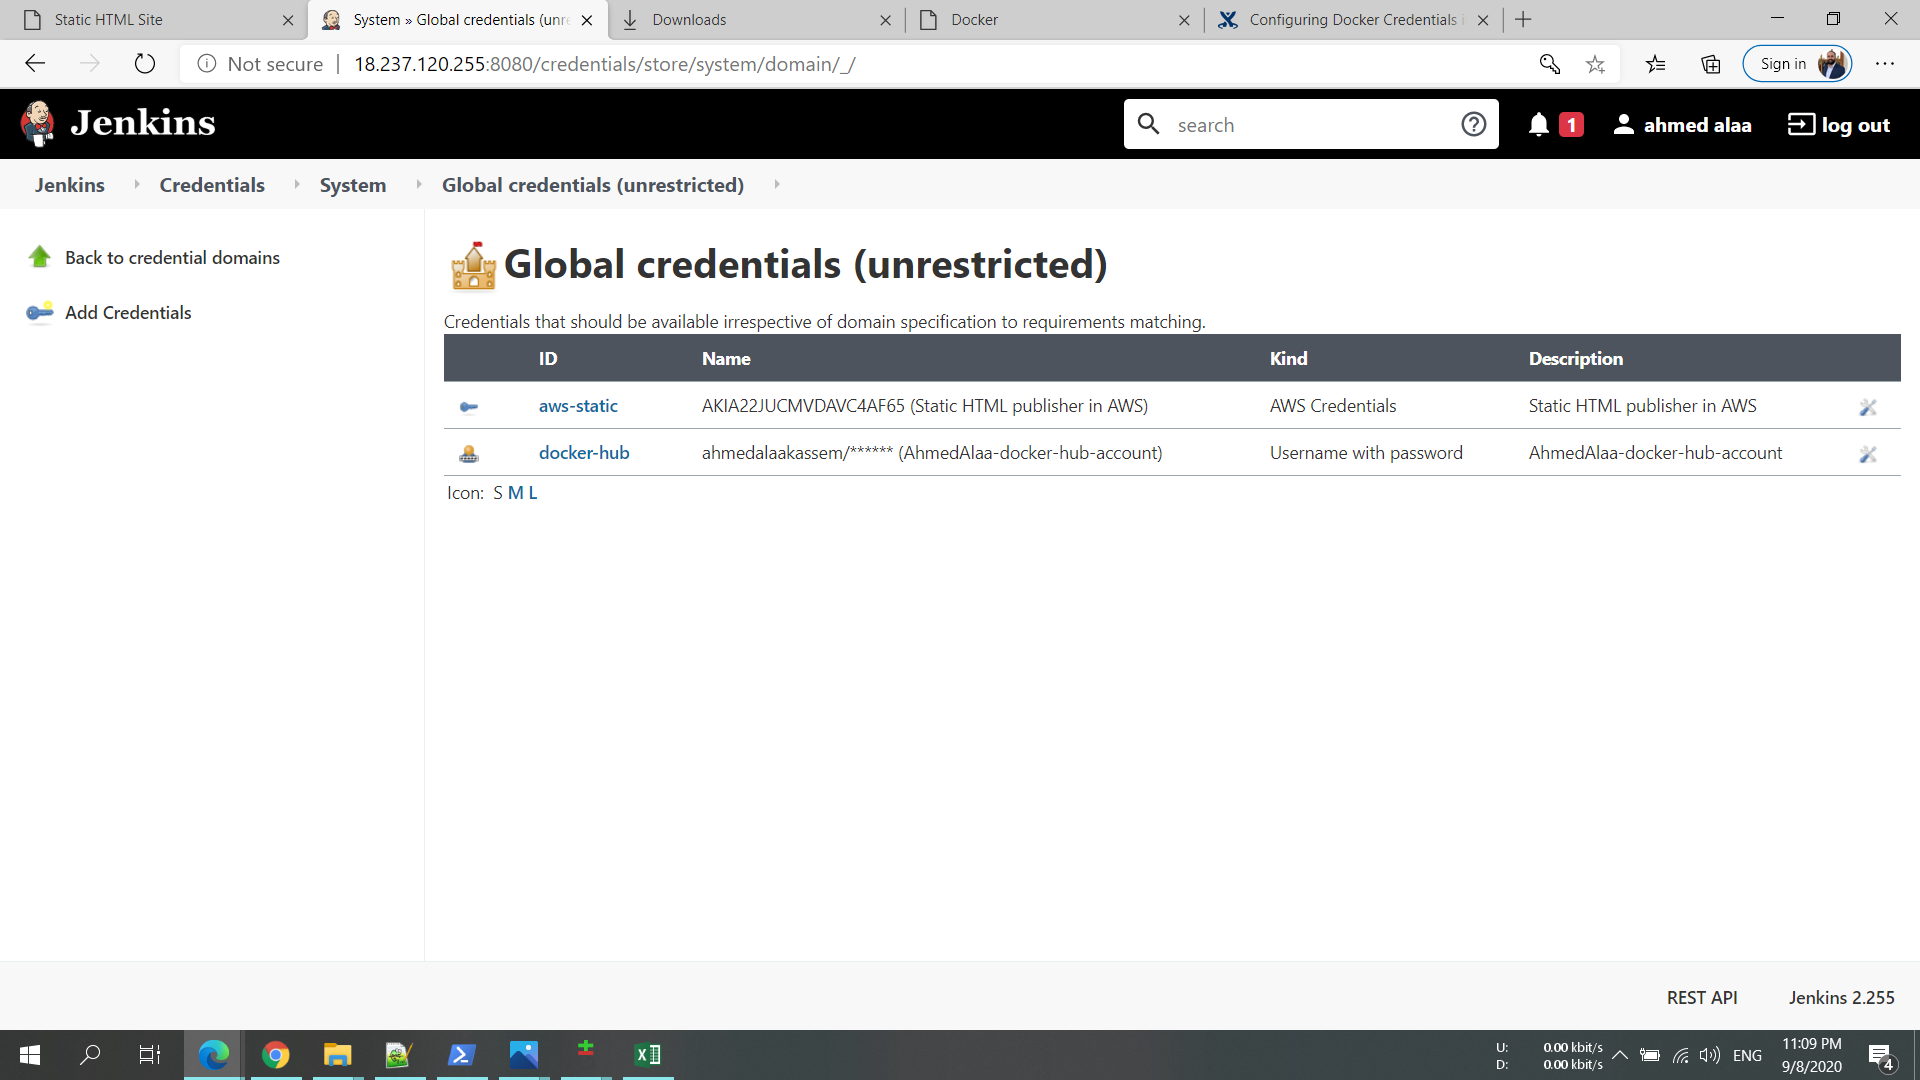 Static HTML Site
System » Global credentials (unre
Downloads
Docker
Configuring Docker Credentials i
Not secure | 18.237.120.255:8080/credentials/store/system/domain/_/
Sign in
Jenkins
search
1
ahmed alaa
log out
Jenkins
Credentials
System
Global credentials (unrestricted)
Back to credential domains
Add Credentials
Global credentials (unrestricted)
Credentials that should be available irrespective of domain specification to requirements matching.
ID Name Kind Description
aws-static AKIA22JUCMVDAVC4AF65 (Static HTML publisher in AWS) AWS Credentials Static HTML publisher in AWS
docker-hub ahmedalaakassem/****** (AhmedAlaa-docker-hub-account) Username with password AhmedAlaa-docker-hub-account
Icon: S M L
REST API Jenkins 2.255
U: 0.00 kbit/s
D: 0.00 kbit/s
ENG
11:09 PM
9/8/2020
4